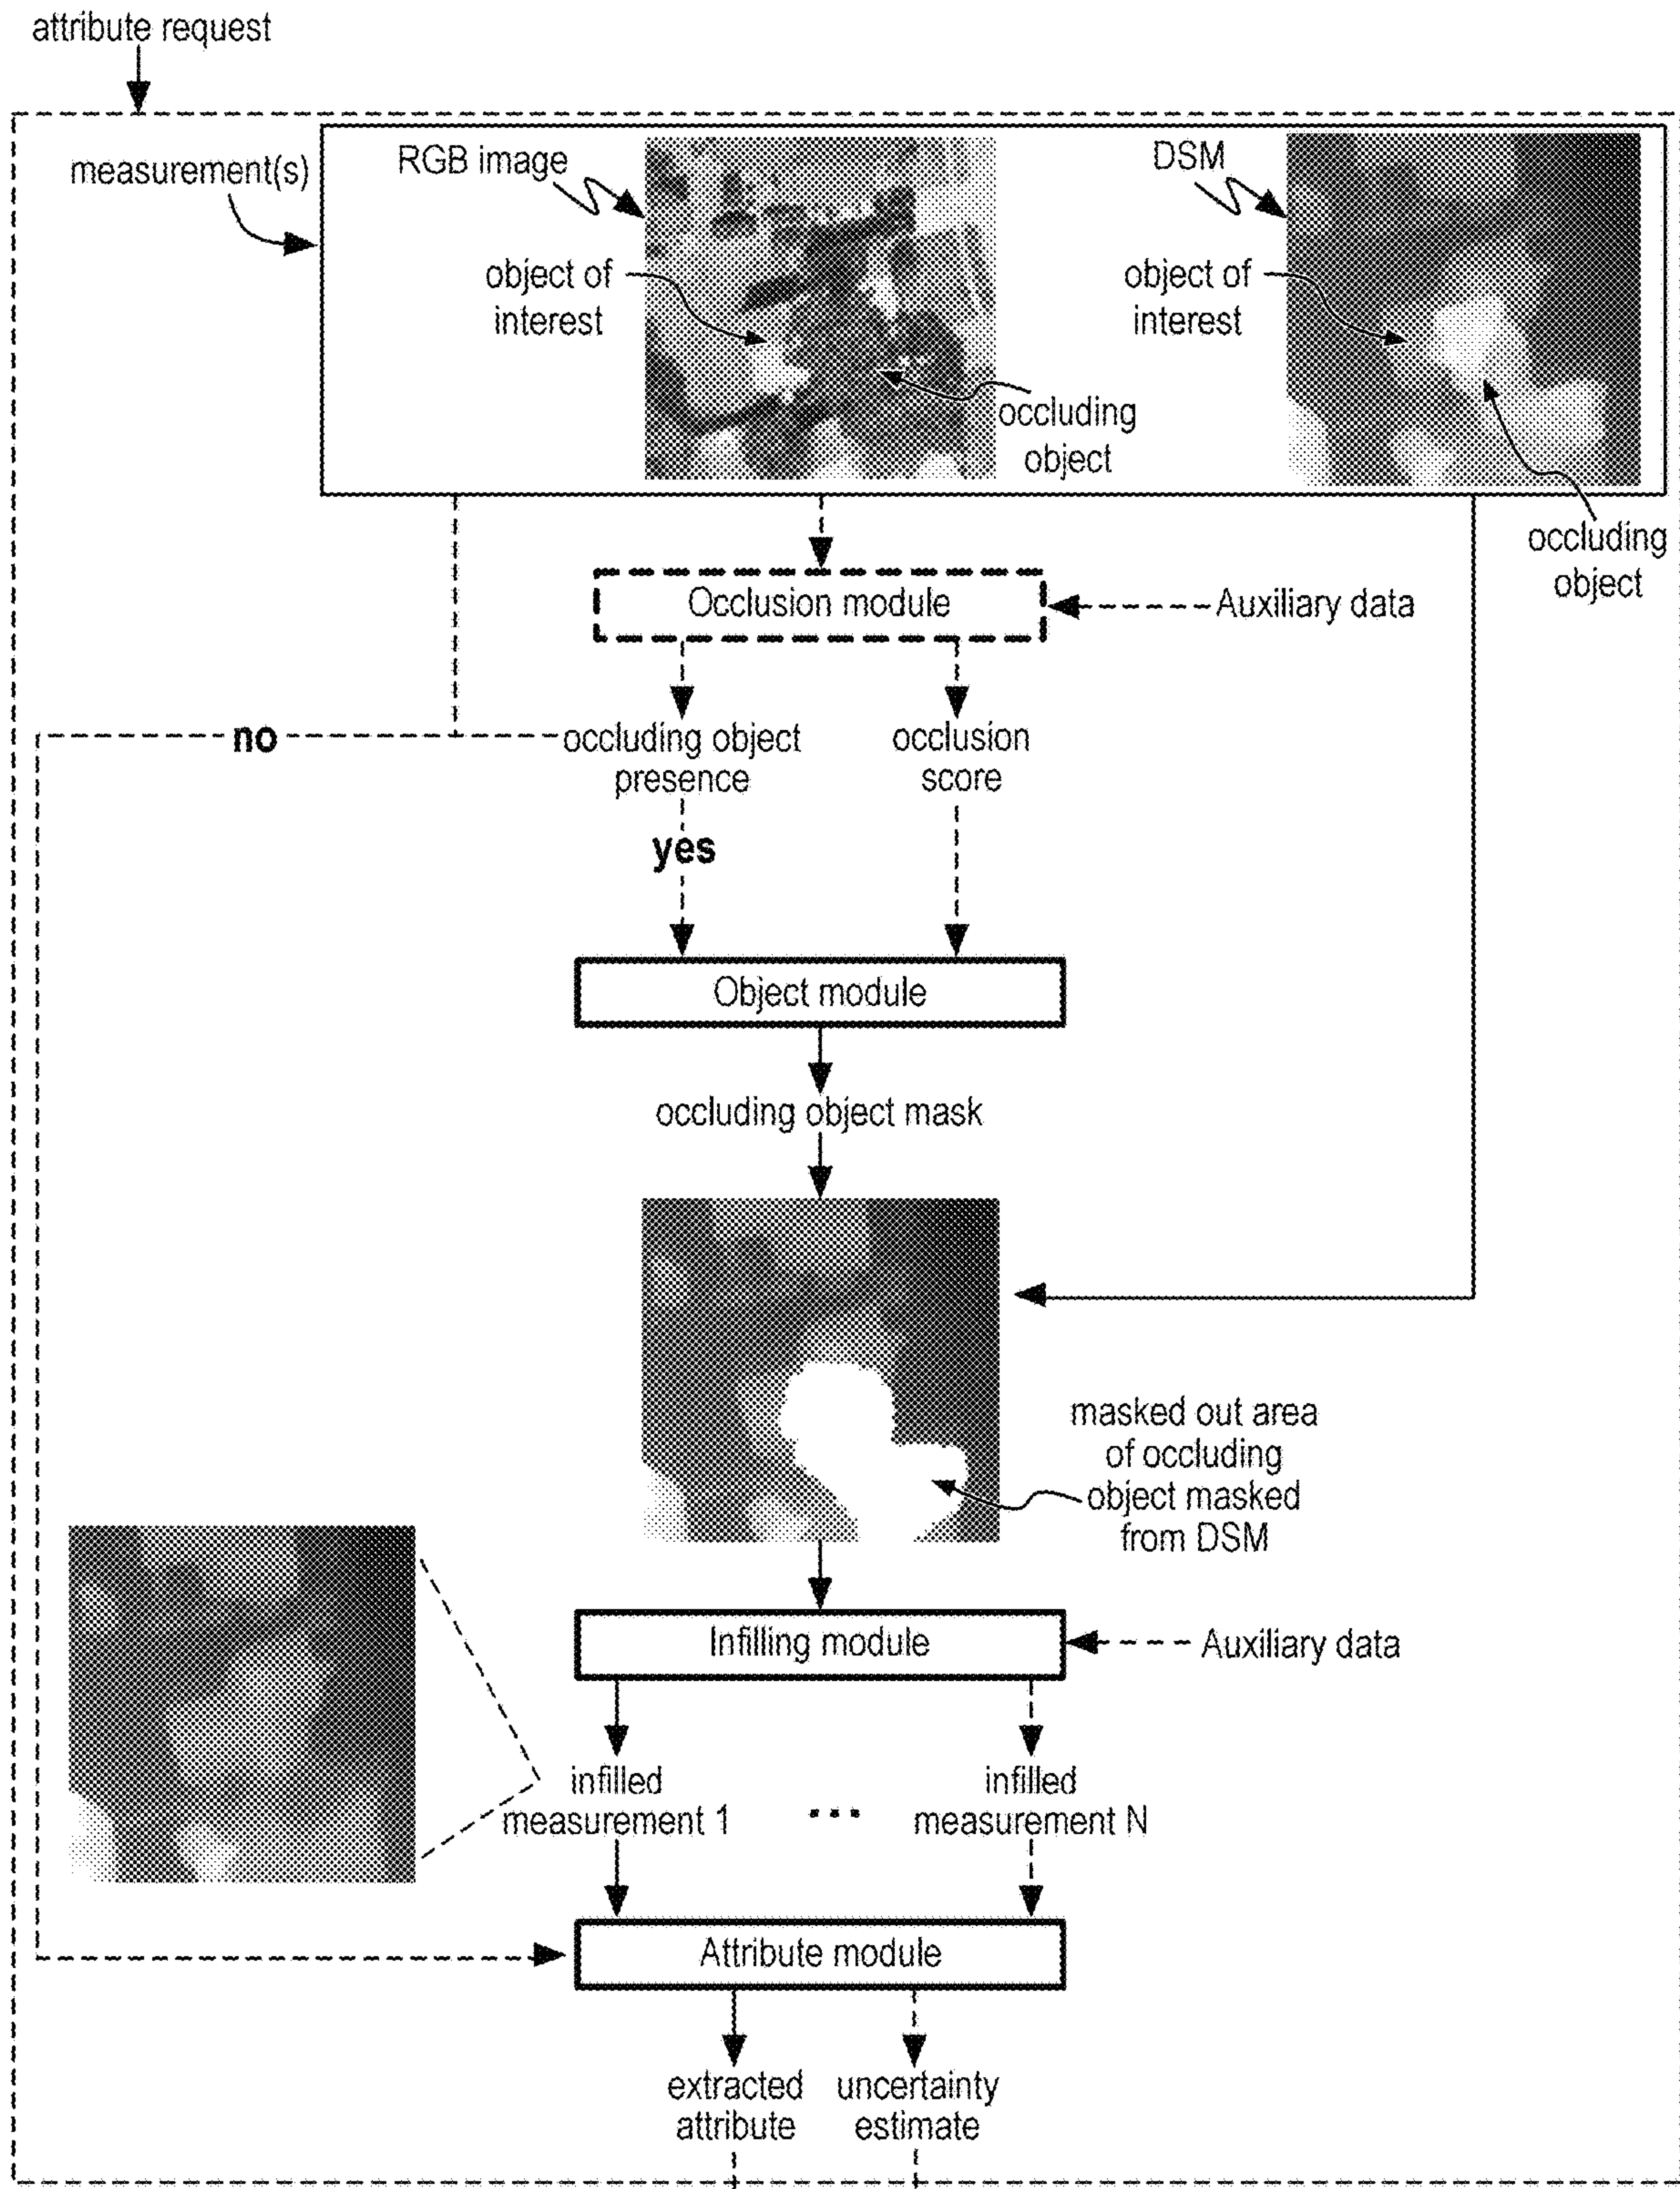 attribute request
measurement(s)
RGB image
object of
interest
occluding
object
DSM
object of
interest
occluding
object
Occlusion module
Auxiliary data
no
occluding object
presence
occlusion
score
yes
Object module
occluding object mask
masked out area
of occluding
object masked
from DSM
Infilling module
Auxiliary data
infilled
measurement 1
...
infilled
measurement N
Attribute module
extracted
attribute
uncertainty
estimate